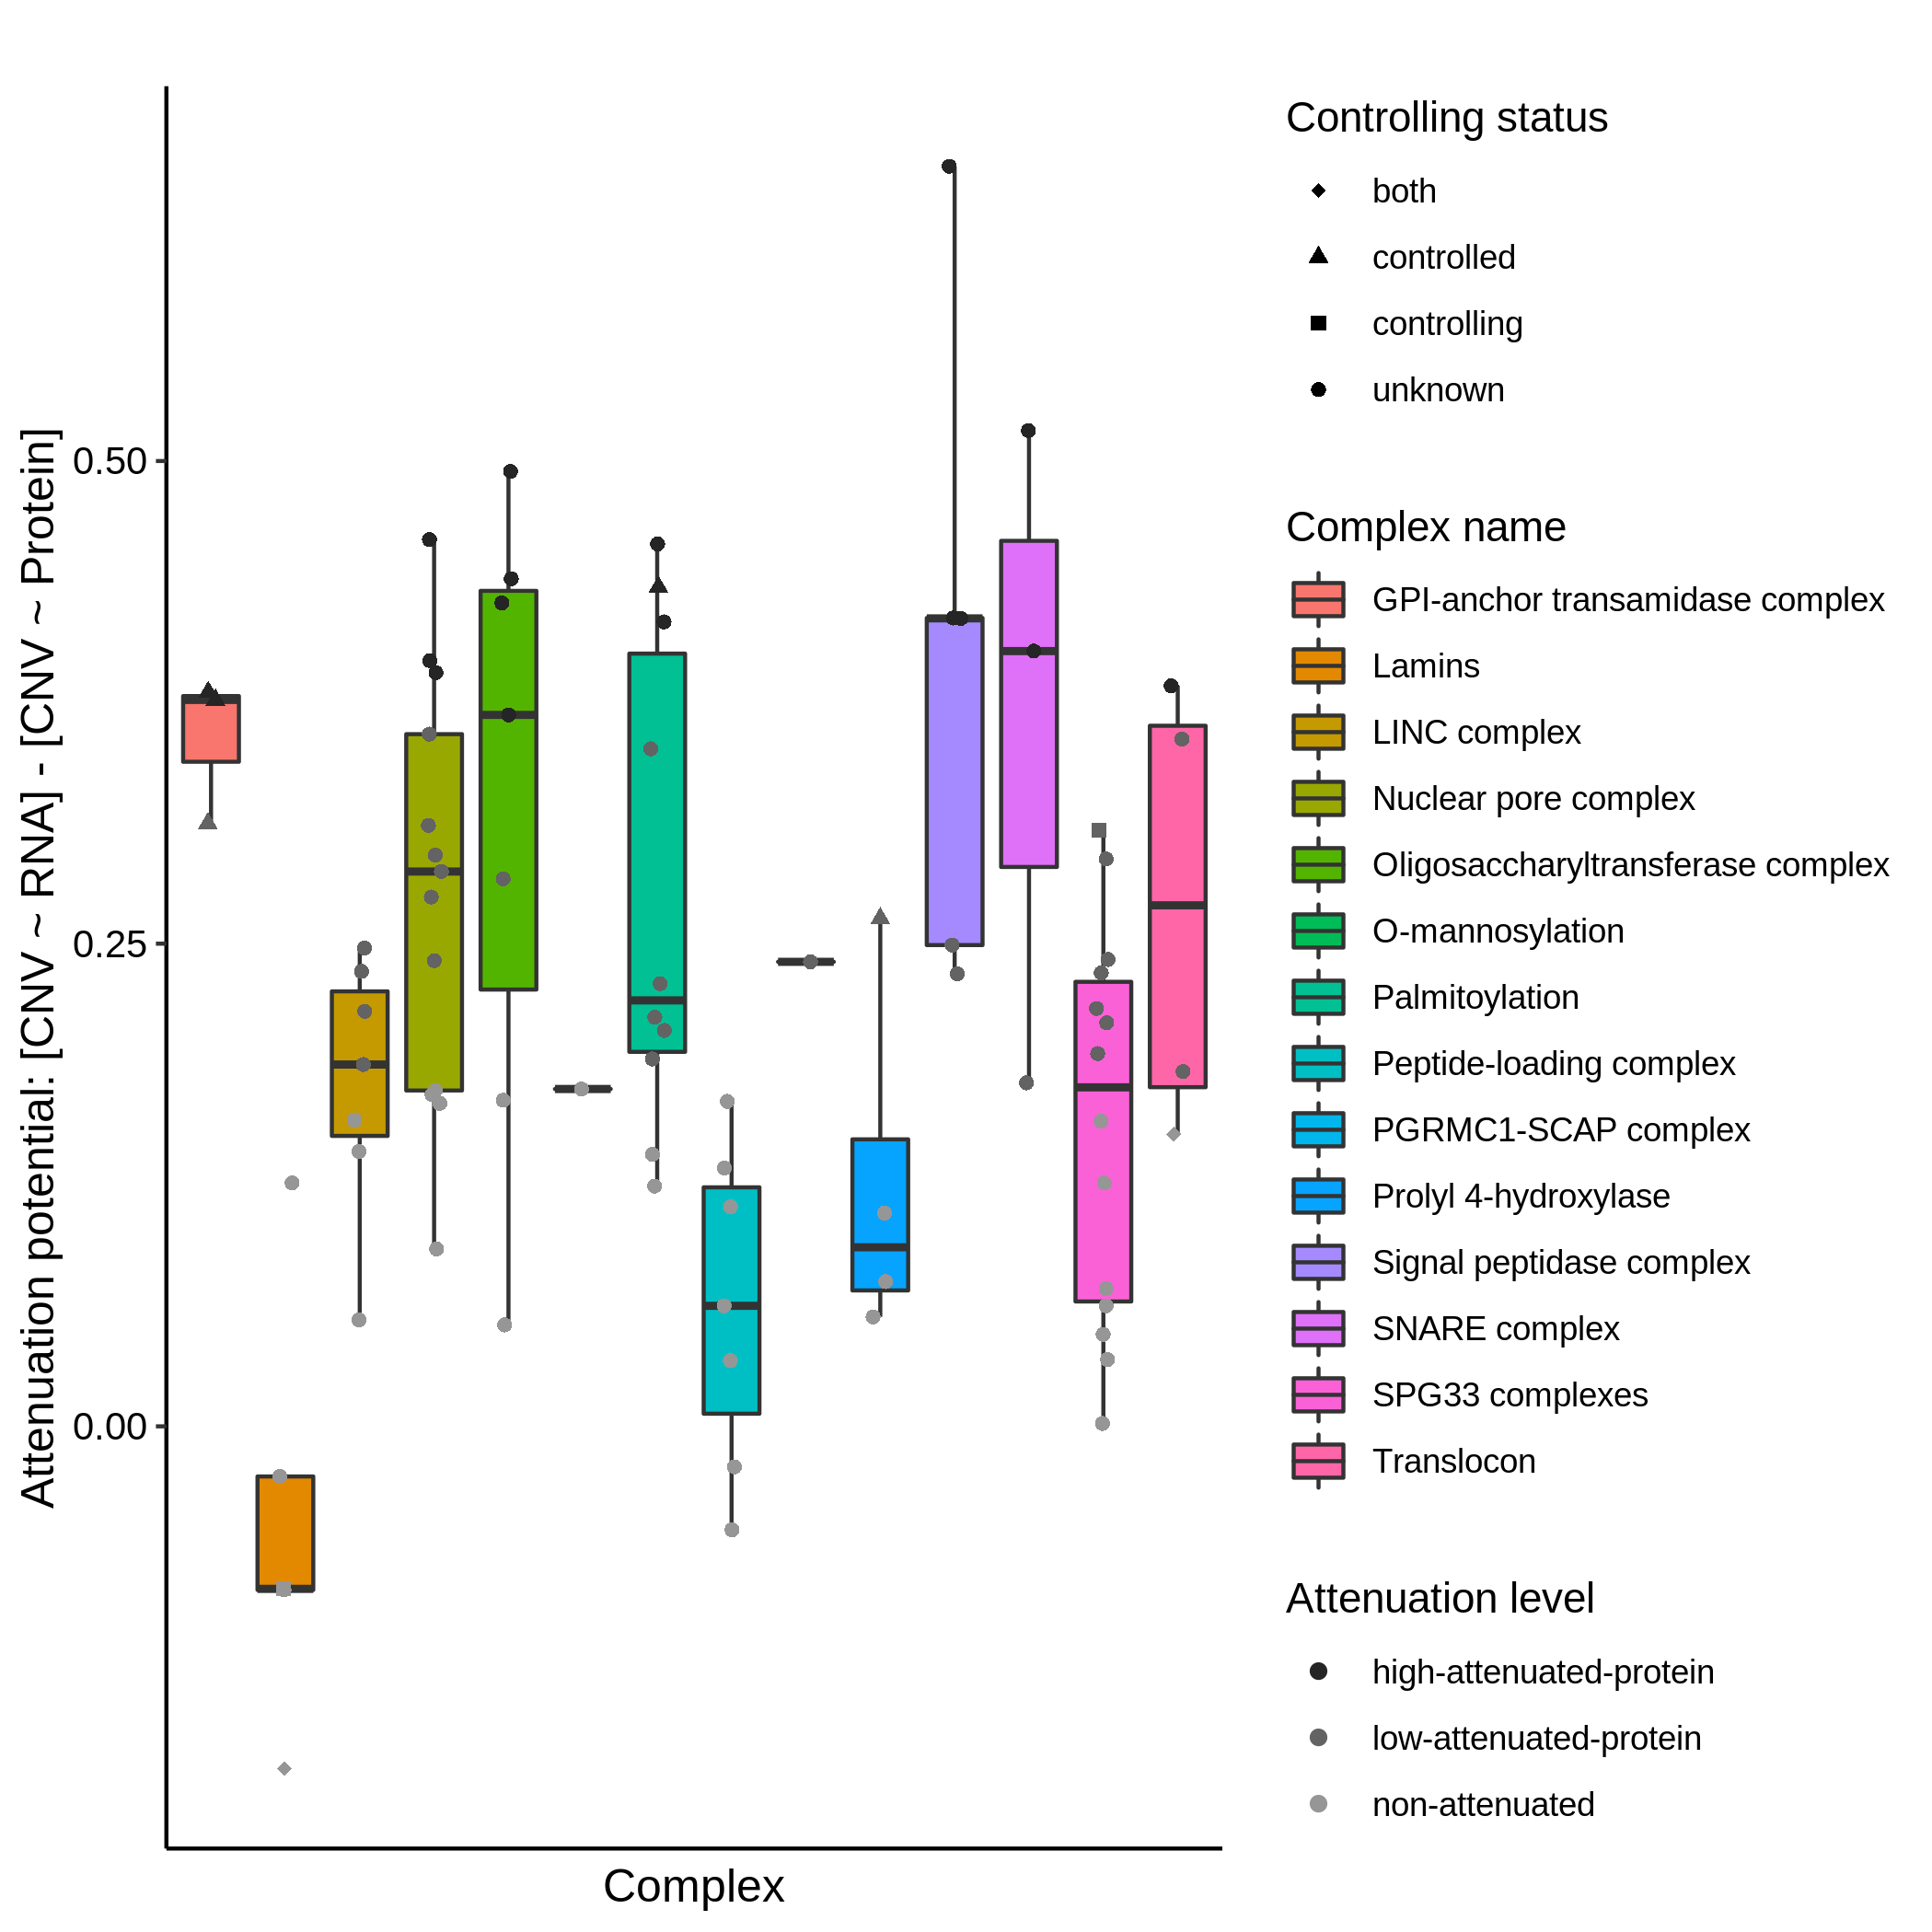 Attenuation potential: [CNV ~ RNA] - [CNV ~ Protein]
0.50
0.25
0.00
Complex
Controlling status
both
controlled
controlling
unknown
Complex name
GPI-anchor transamidase complex
Lamins
LINC complex
Nuclear pore complex
Oligosaccharyltransferase complex
O-mannosylation
Palmitoylation
Peptide-loading complex
PGRMC1-SCAP complex
Prolyl 4-hydroxylase
Signal peptidase complex
SNARE complex
SPG33 complexes
Translocon
Attenuation level
high-attenuated-protein
low-attenuated-protein
non-attenuated